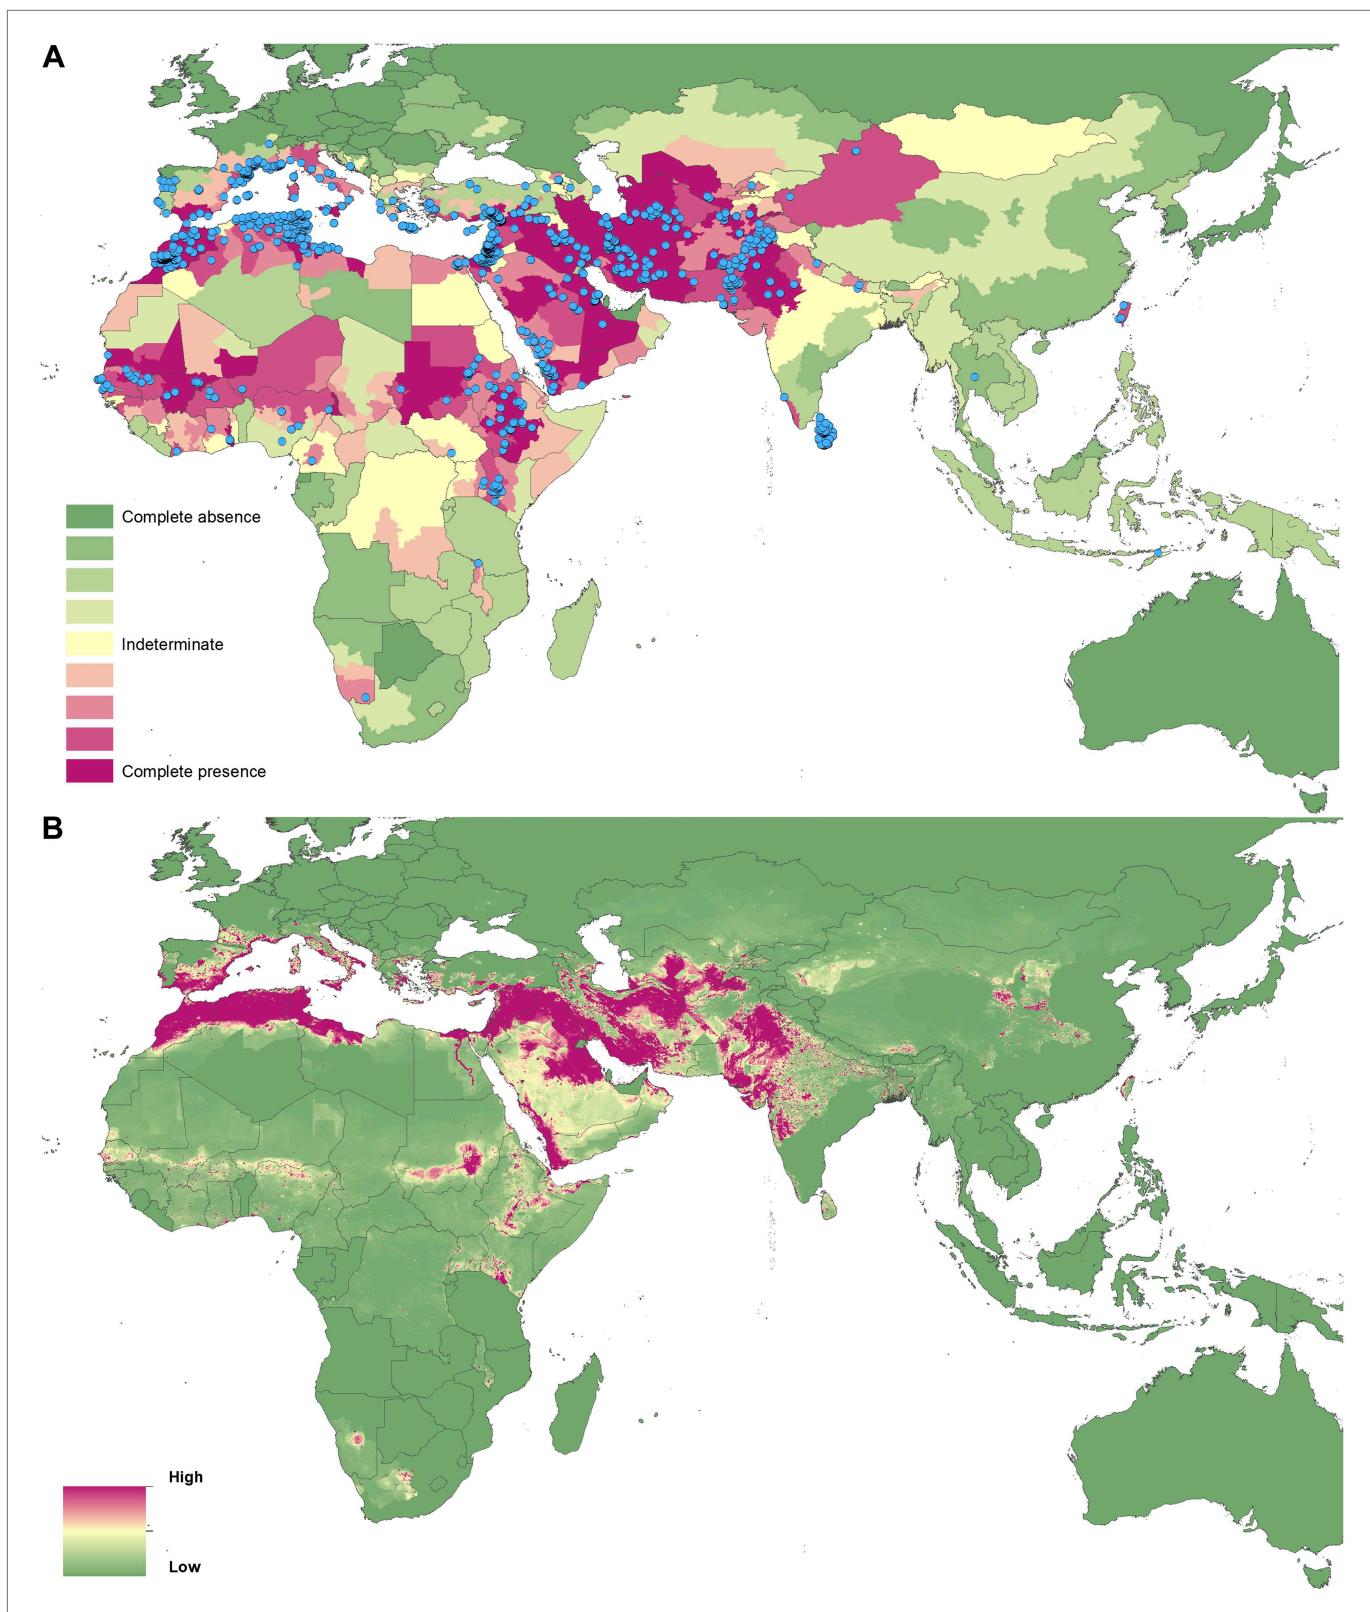 A
Complete absence
Indeterminate
Complete presence
B
High
Low